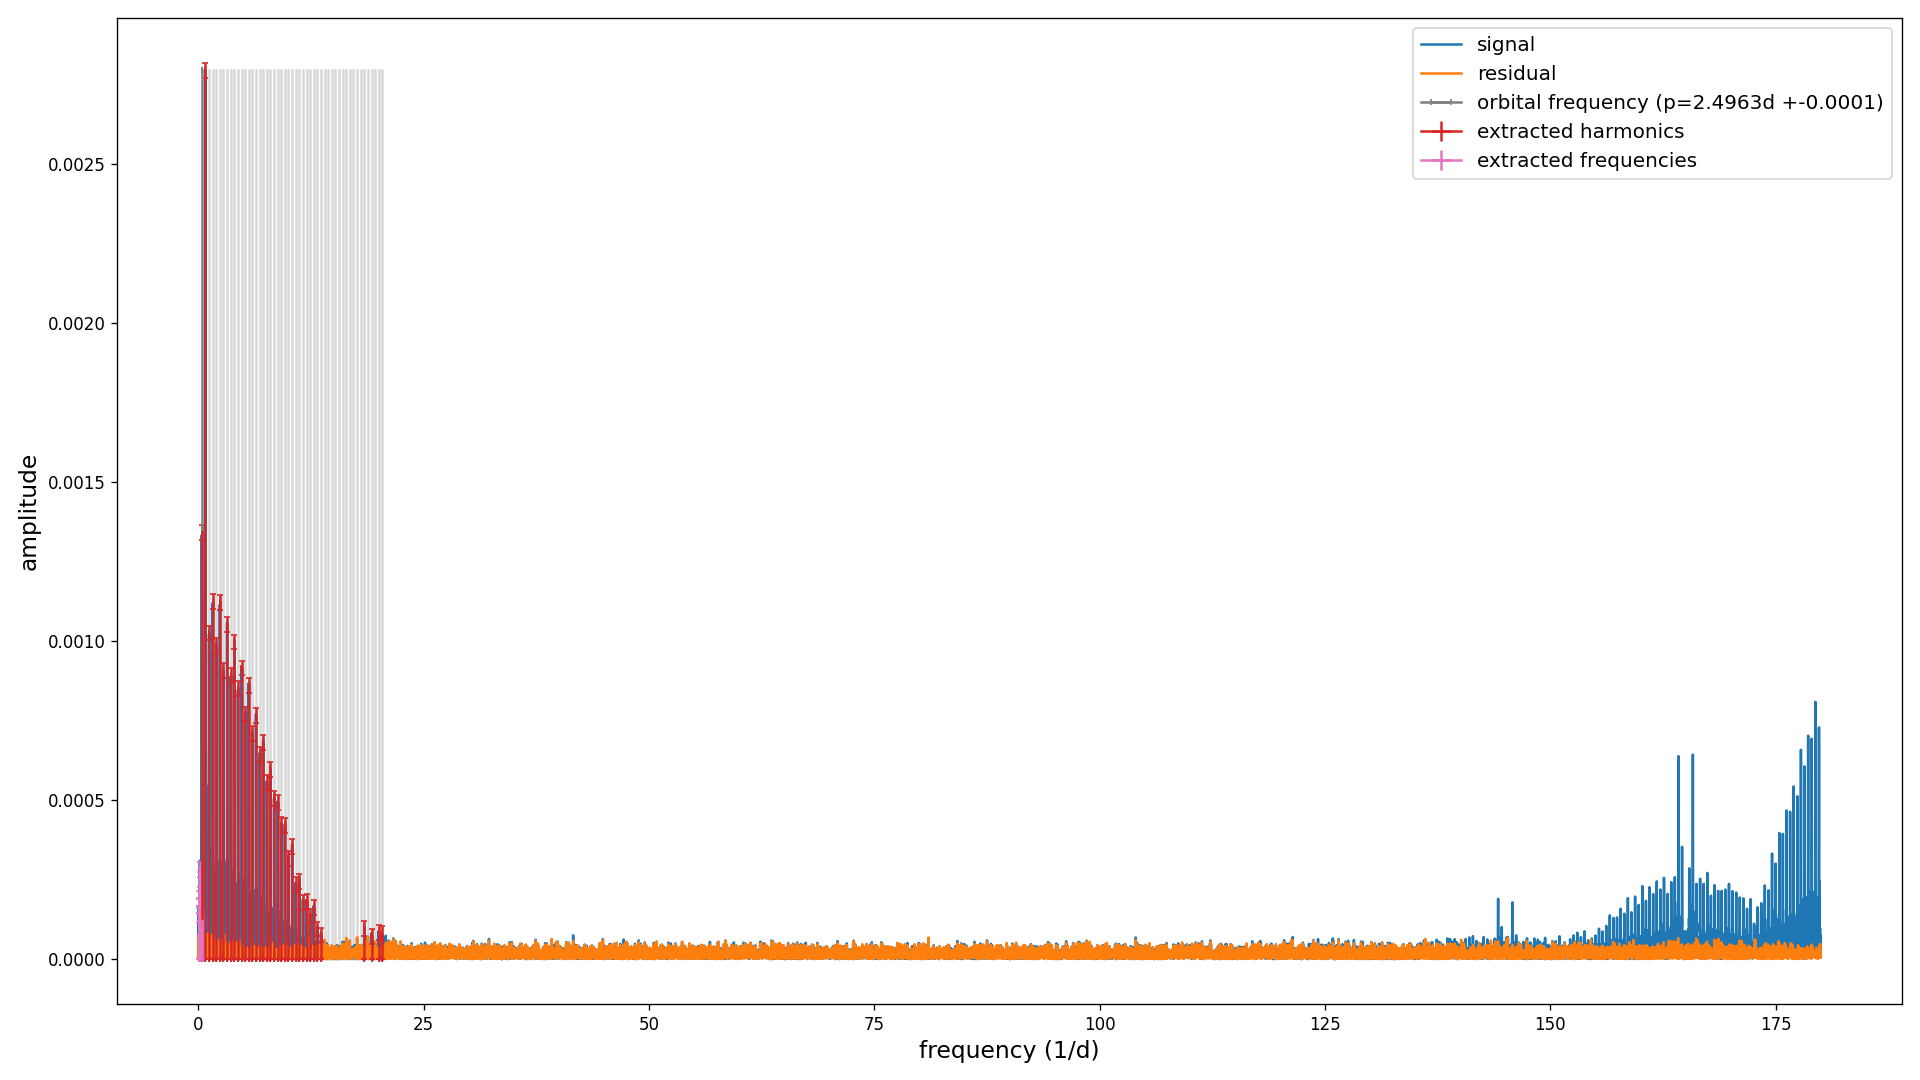 signal
residual
orbital frequency (p=2.4963d +-0.0001)
extracted harmonics
extracted frequencies
0.0025
0.0020
0.0015
0.0010
0.0005
0.0000
amplitude
0 25 50 75 100 125 150 175
frequency (1/d)